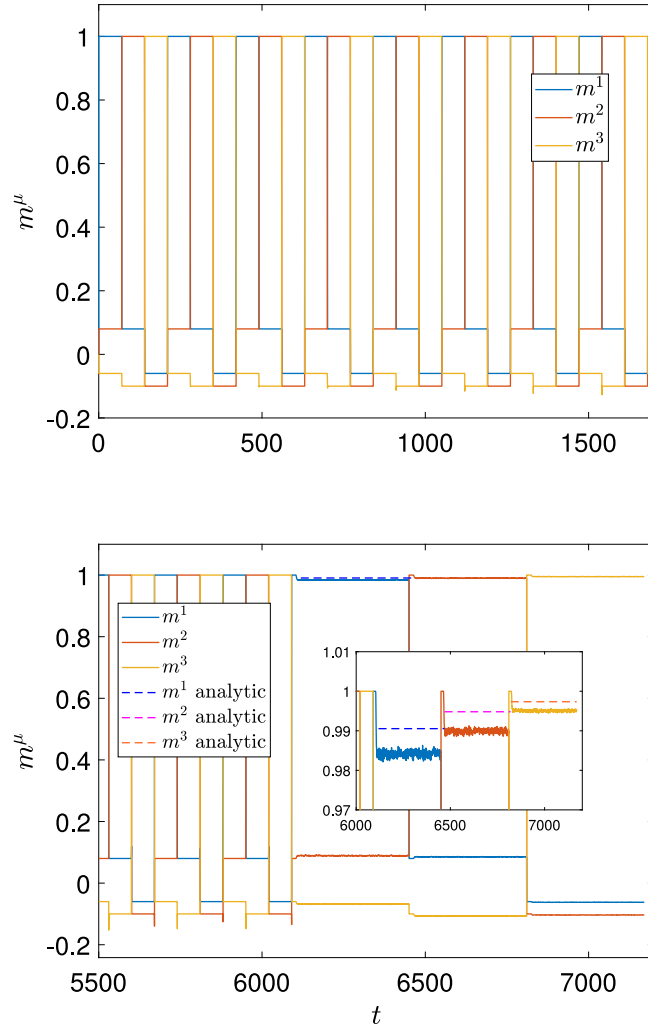 1
0.8
0.6
0.4
0.2
0
-0.2
m^μ
m^1
m^2
m^3
0 500 1000 1500
1
0.8
0.6
0.4
0.2
0
-0.2
m^μ
m^1
m^2
m^3
m^1 analytic
m^2 analytic
m^3 analytic
1.01
1
0.99
0.98
0.97
6000 6500 7000
5500 6000 6500 7000
t